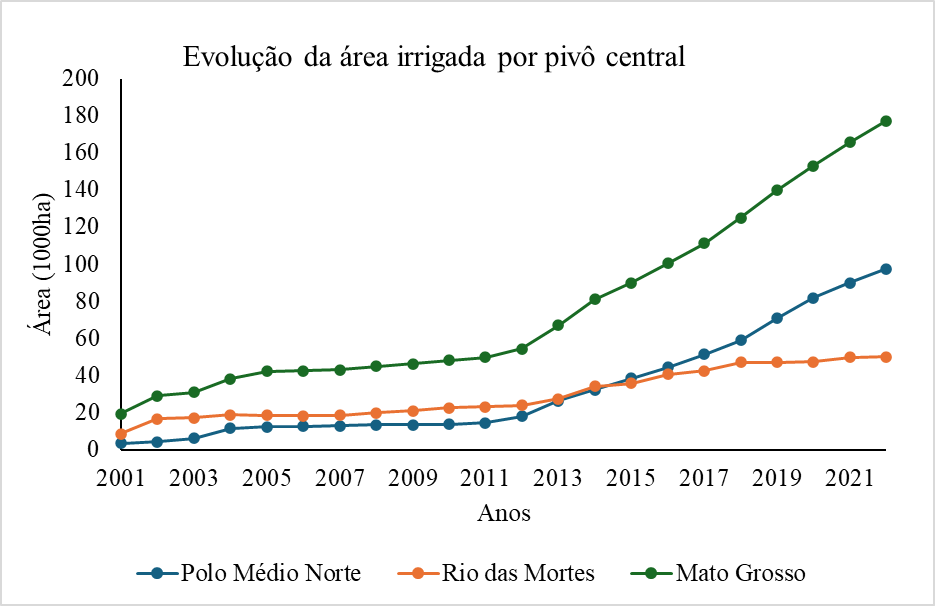 Evolução da área irrigada por pivô central
200
180
160
140
120
100
80
60
40
20
0
Área (1000ha)
2001 2003 2005 2007 2009 2011 2013 2015 2017 2019 2021
Anos
Polo Médio Norte Rio das Mortes Mato Grosso